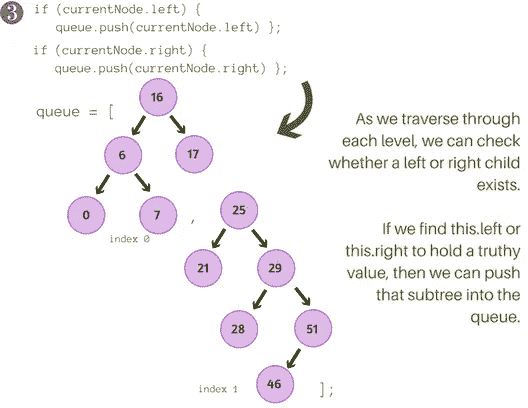 3
if (currentNode.left) {
queue.push(currentNode.left) };
if (currentNode.right) {
queue.push(currentNode.right) };
queue = [
16
6
17
0
7
index 0
,
25
21
29
28
51
46
index 1
];
As we traverse through
each level, we can check
whether a left or right child
exists.
If we find this.left or
this.right to hold a truthy
value, then we can push
that subtree into the
queue.